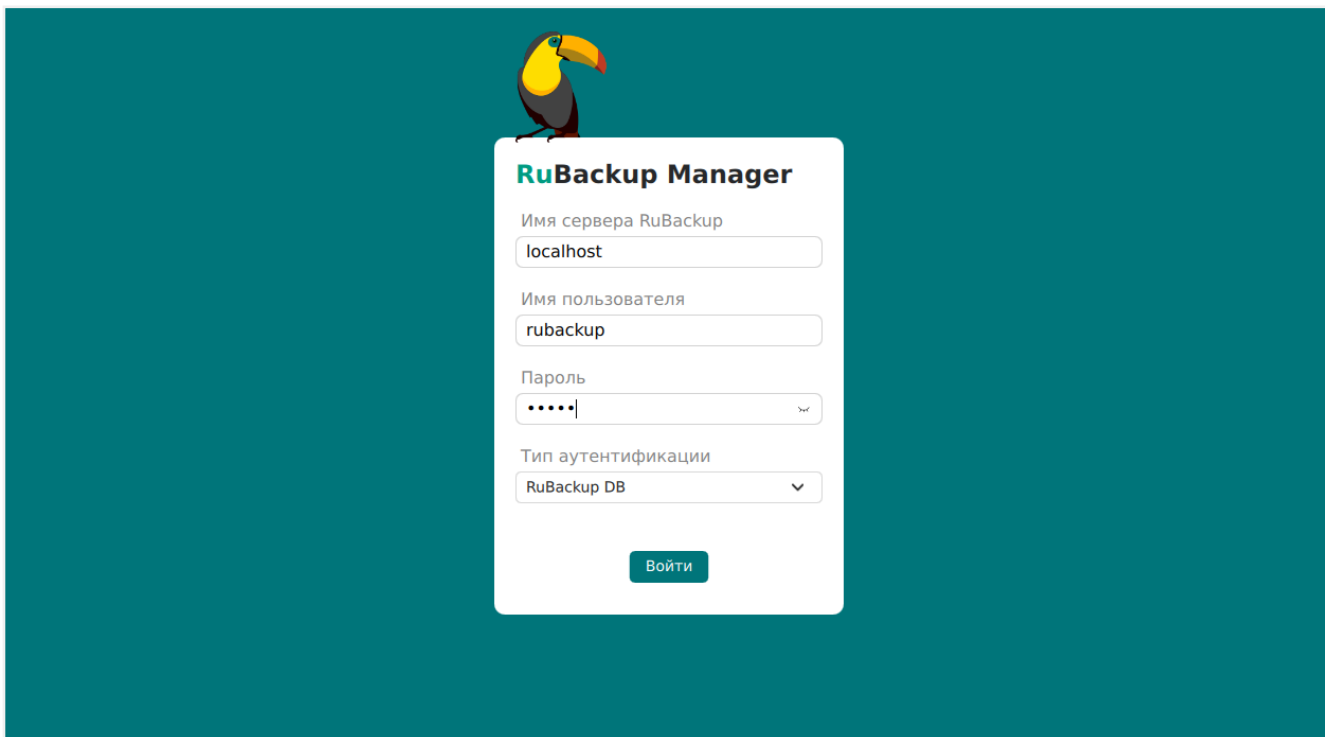 RuBackup Manager
Имя сервера RuBackup
localhost
Имя пользователя
rubackup
Пароль
•••••
Тип аутентификации
RuBackup DB
Войти